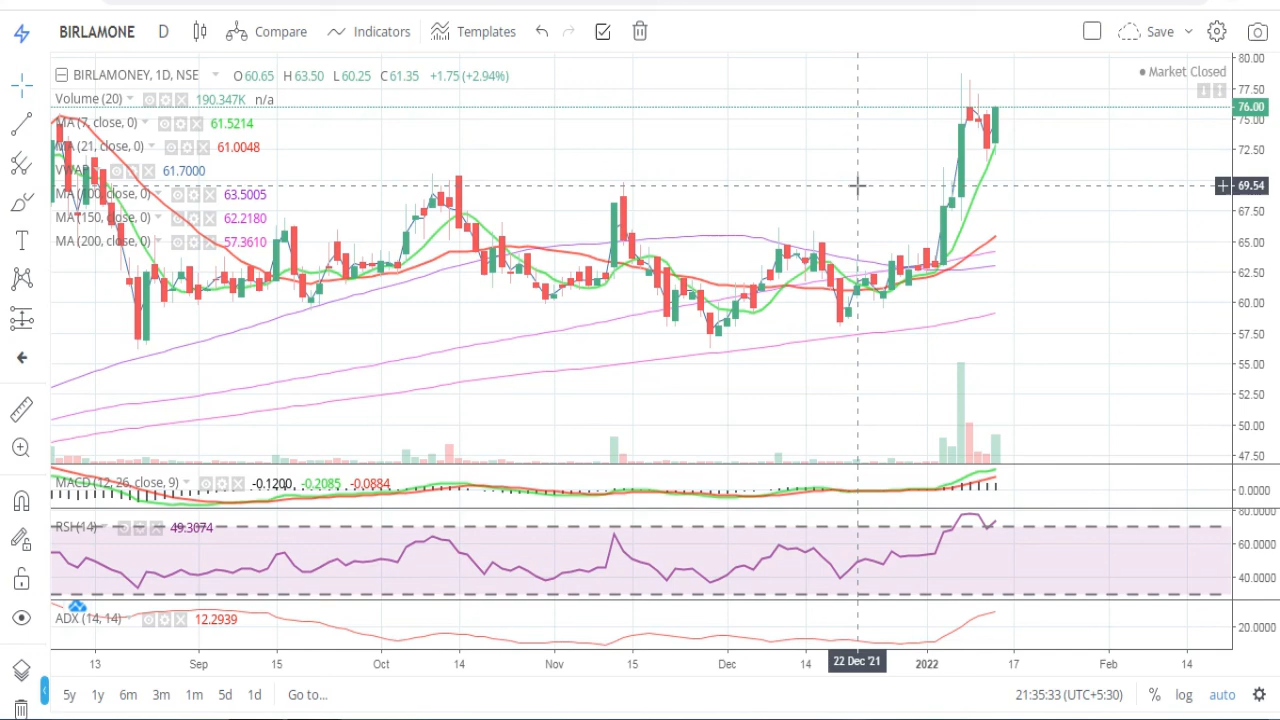 BIRLAMONE D Compare Indicators Templates Save
BIRLAMONEY, 1D, NSE O60.65 H63.50 L60.25 C61.35 +1.75 (+2.94%)
Market Closed
Volume (20) 190.347K n/a
MA (7, close, 0) 61.5214
MA (21, close, 0) 61.0048
VWAP 61.7000
MA (100, close, 0) 63.5005
MA (150, close, 0) 62.2180
MA (200, close, 0) 57.3610
80.00
77.50
76.00
75.00
72.50
69.54
67.50
65.00
62.50
60.00
57.50
55.00
52.50
50.00
47.50
MACD (12, 26, close, 9) -0.1200 -0.2085 -0.0884
0.0000
RSI (14) 49.3074
80.0000
60.0000
40.0000
ADX (14, 14) 12.2939
20.0000
13 Sep 15 Oct 14 Nov 15 Dec 14 22 Dec '21 2022 17 Feb 14
5y 1y 6m 3m 1m 5d 1d Go to... 21:35:33 (UTC+5:30) % log auto